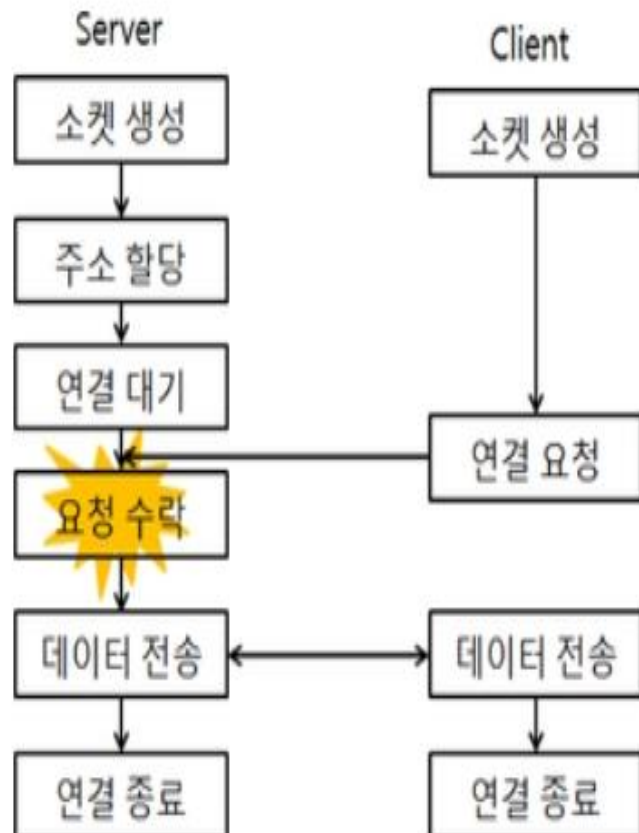 Server
Client
소켓 생성
소켓 생성
주소 할당
연결 대기
연결 요청
요청 수락
데이터 전송
데이터 전송
연결 종료
연결 종료